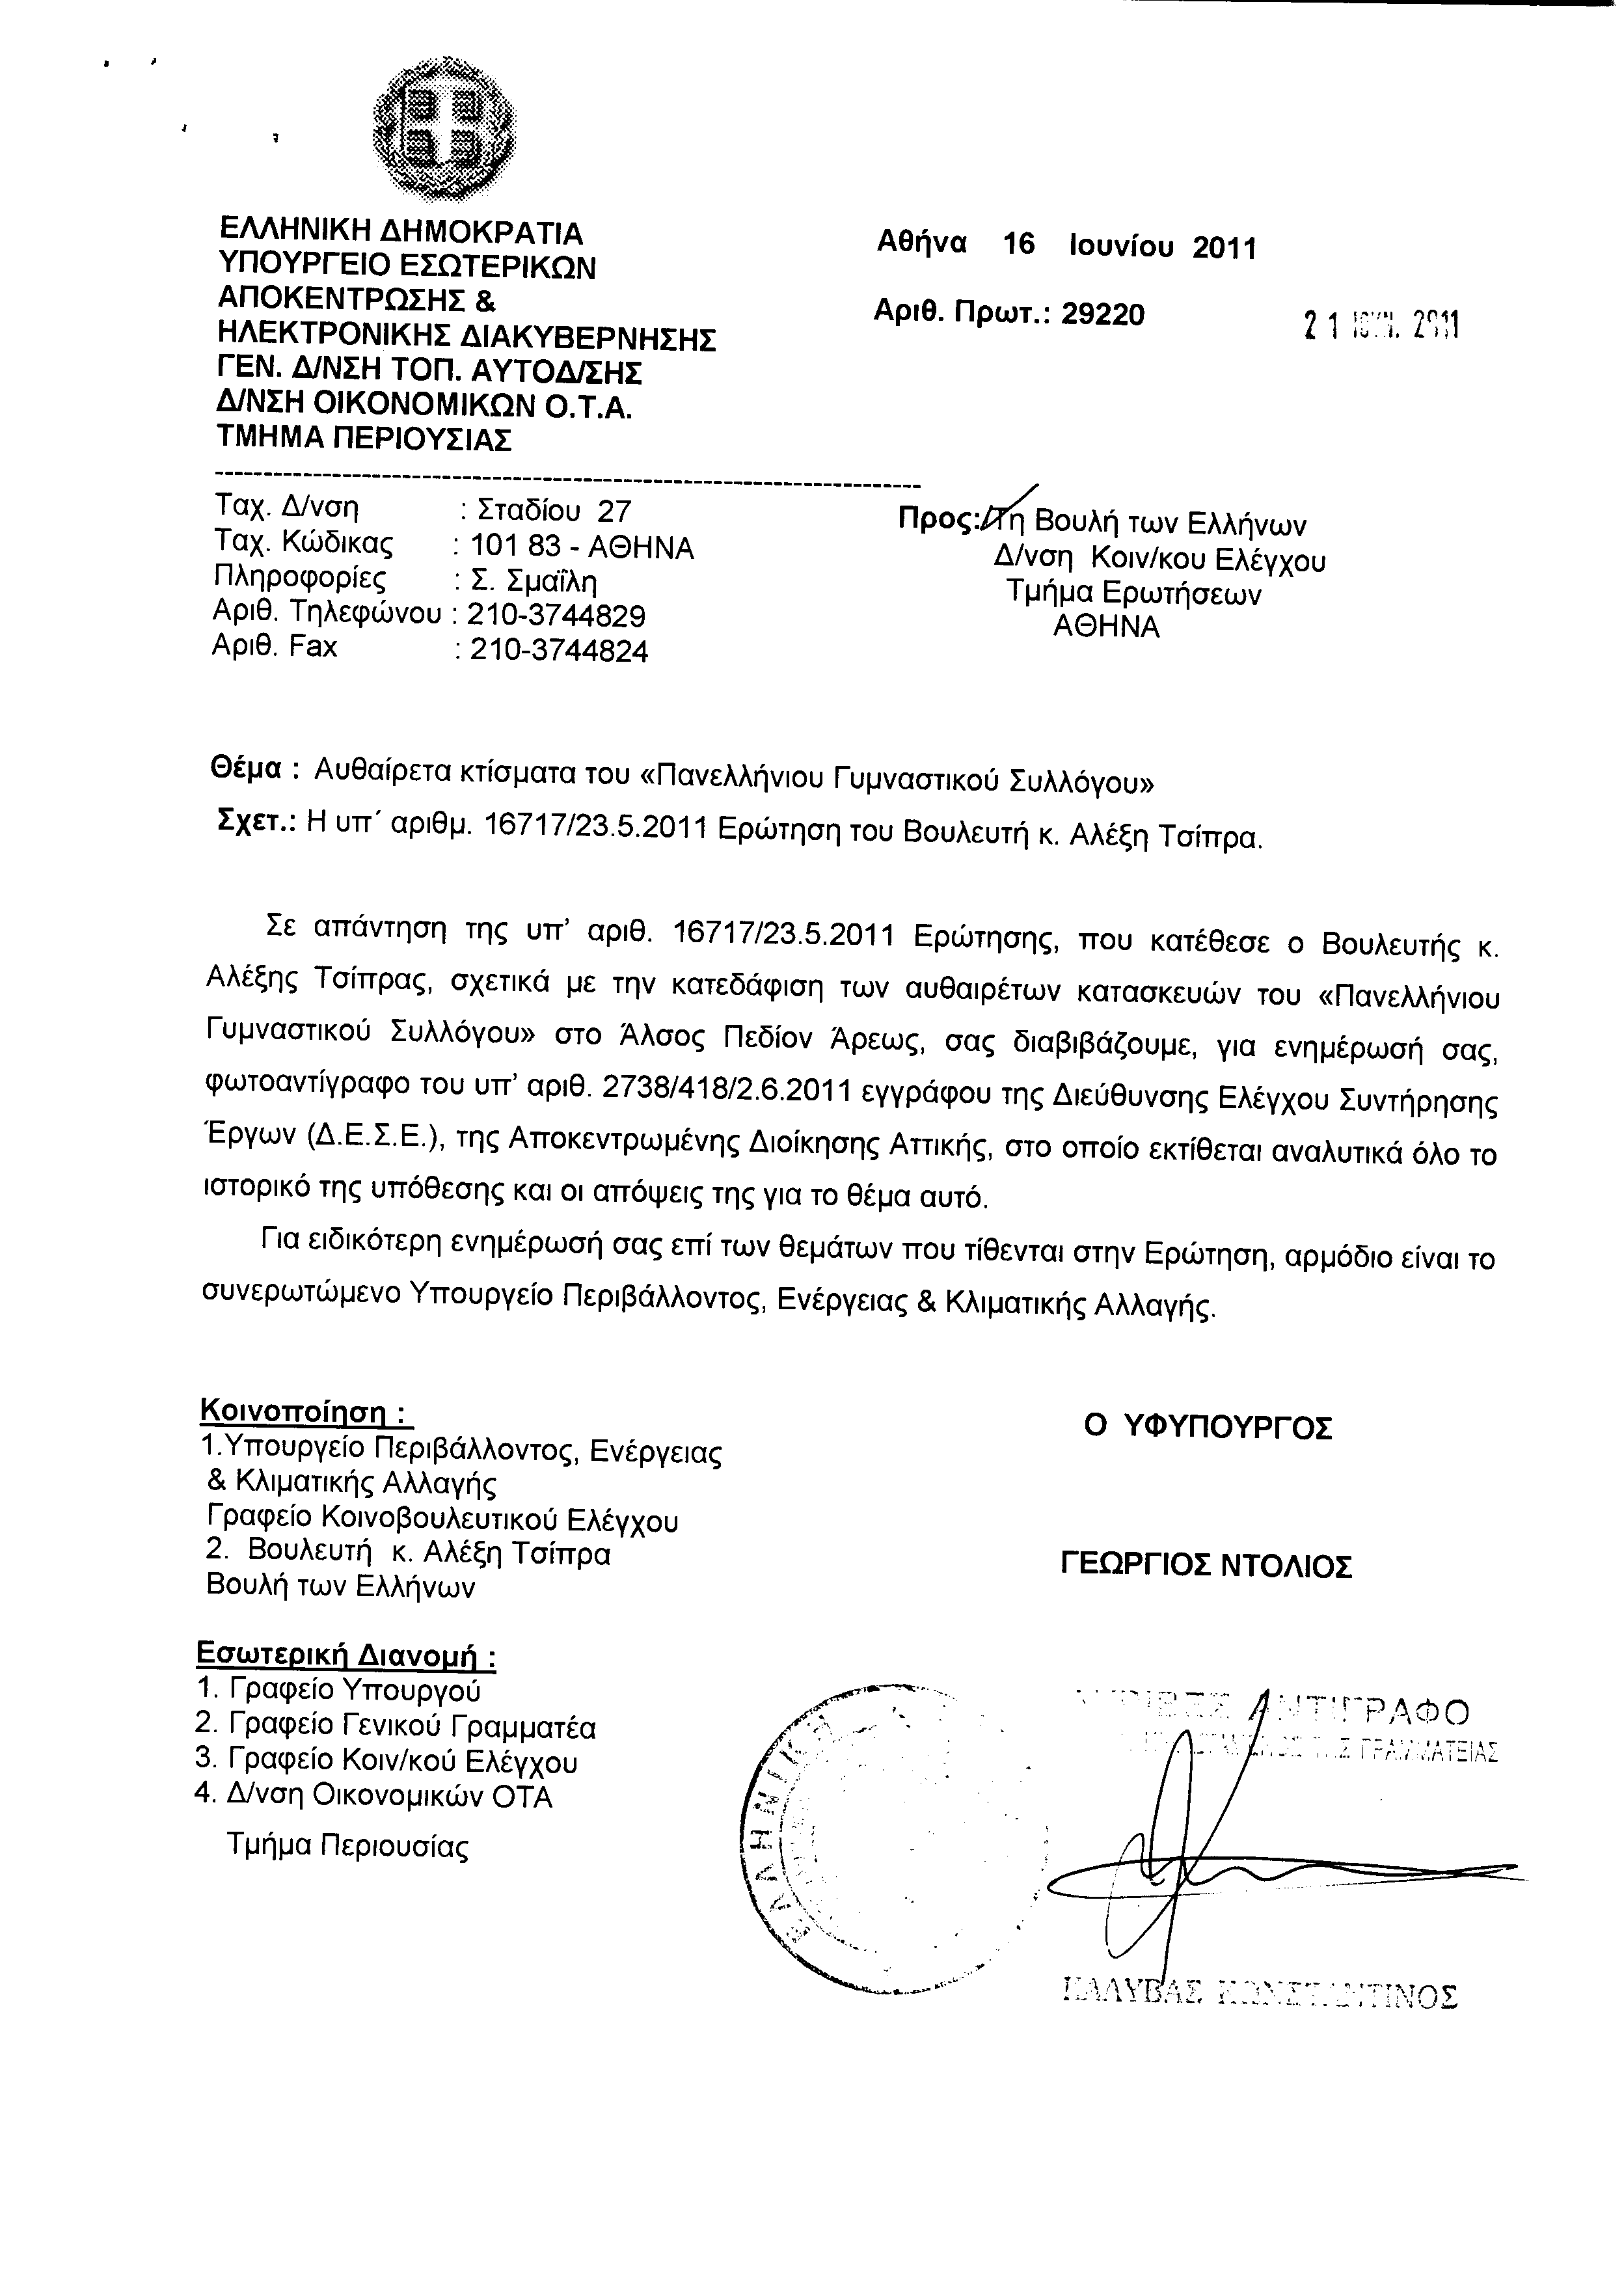 ΕΛΛΗΝΙΚΗ ΔΗΜΟΚΡΑΤΙΑ
ΥΠΟΥΡΓΕΙΟ ΕΣΩΤΕΡΙΚΩΝ
ΑΠΟΚΕΝΤΡΩΣΗΣ &
ΗΛΕΚΤΡΟΝΙΚΗΣ ΔΙΑΚΥΒΕΡΝΗΣΗΣ
ΓΕΝ. Δ/ΝΣΗ ΤΟΠ. ΑΥΤΟΔ/ΣΗΣ
Δ/ΝΣΗ ΟΙΚΟΝΟΜΙΚΩΝ Ο.Τ.Α.
ΤΜΗΜΑ ΠΕΡΙΟΥΣΙΑΣ
Αθήνα 16 Ιουνίου 2011
Αριθ. Πρωτ.: 29220
21 ΙΟΥΝ. 2011
Ταχ. Δ/νση : Σταδίου 27
Ταχ. Κώδικας : 101 83 - ΑΘΗΝΑ
Πληροφορίες : Σ. Σμαΐλη
Αριθ. Τηλεφώνου : 210-3744829
Αριθ. Fax : 210-3744824
Προς: Τη Βουλή των Ελλήνων
Δ/νση Κοιν/κου Ελέγχου
Τμήμα Ερωτήσεων
ΑΘΗΝΑ
Θέμα : Αυθαίρετα κτίσματα του «Πανελλήνιου Γυμναστικού Συλλόγου»
Σχετ.: Η υπ΄ αριθμ. 16717/23.5.2011 Ερώτηση του Βουλευτή κ. Αλέξη Τσίπρα.
Σε απάντηση της υπ' αριθ. 16717/23.5.2011 Ερώτησης, που κατέθεσε ο Βουλευτής κ.
Αλέξης Τσίπρας, σχετικά με την κατεδάφιση των αυθαιρέτων κατασκευών του «Πανελλήνιου
Γυμναστικού Συλλόγου» στο Άλσος Πεδίον Άρεως, σας διαβιβάζουμε, για ενημέρωσή σας,
φωτοαντίγραφο του υπ' αριθ. 2738/418/2.6.2011 εγγράφου της Διεύθυνσης Ελέγχου Συντήρησης
Έργων (Δ.Ε.Σ.Ε.), της Αποκεντρωμένης Διοίκησης Αττικής, στο οποίο εκτίθεται αναλυτικά όλο το
ιστορικό της υπόθεσης και οι απόψεις της για το θέμα αυτό.
Για ειδικότερη ενημέρωσή σας επί των θεμάτων που τίθενται στην Ερώτηση, αρμόδιο είναι το
συνερωτώμενο Υπουργείο Περιβάλλοντος, Ενέργειας & Κλιματικής Αλλαγής.
Κοινοποίηση :
1.Υπουργείο Περιβάλλοντος, Ενέργειας
& Κλιματικής Αλλαγής
Γραφείο Κοινοβουλευτικού Ελέγχου
2. Βουλευτή κ. Αλέξη Τσίπρα
Βουλή των Ελλήνων
Ο ΥΦΥΠΟΥΡΓΟΣ
ΓΕΩΡΓΙΟΣ ΝΤΟΛΙΟΣ
Εσωτερική Διανομή :
1. Γραφείο Υπουργού
2. Γραφείο Γενικού Γραμματέα
3. Γραφείο Κοιν/κού Ελέγχου
4. Δ/νση Οικονομικών ΟΤΑ
Τμήμα Περιουσίας
ΕΛΛΗΝΙΚΗ
ΑΚΡΙΒΕΣ ΑΝΤΙΓΡΑΦΟ
ΓΡΑΜΜΑΤΕΙΑΣ
ΚΑΛΥΒΑΣ ΚΩΝΣΤΑΝΤΙΝΟΣ